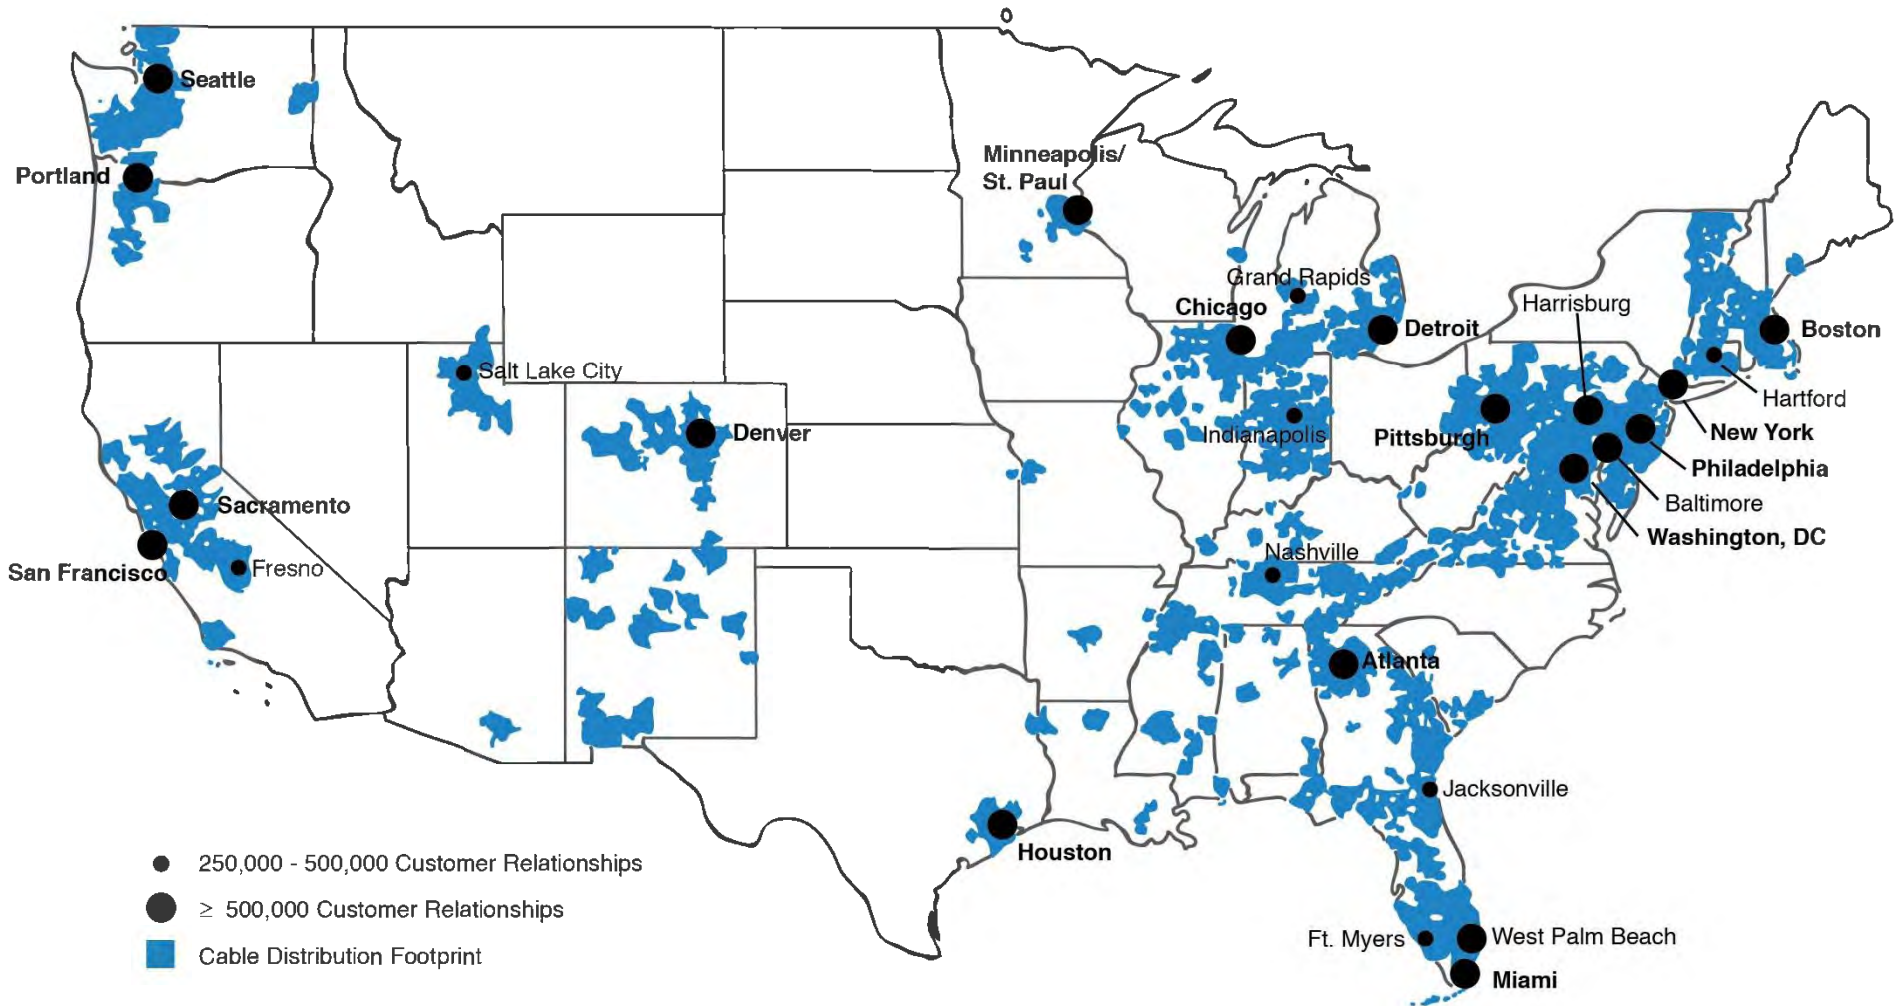 Seattle
Portland
Minneapolis/
St. Paul
Grand Rapids
Chicago
Detroit
Harrisburg
Boston
Salt Lake City
Hartford
Denver
Indianapolis
Pittsburgh
New York
Philadelphia
Sacramento
Baltimore
Washington, DC
Nashville
San Francisco
Fresno
Atlanta
Jacksonville
Houston
250,000 - 500,000 Customer Relationships
≥ 500,000 Customer Relationships
Ft. Myers
West Palm Beach
Cable Distribution Footprint
Miami